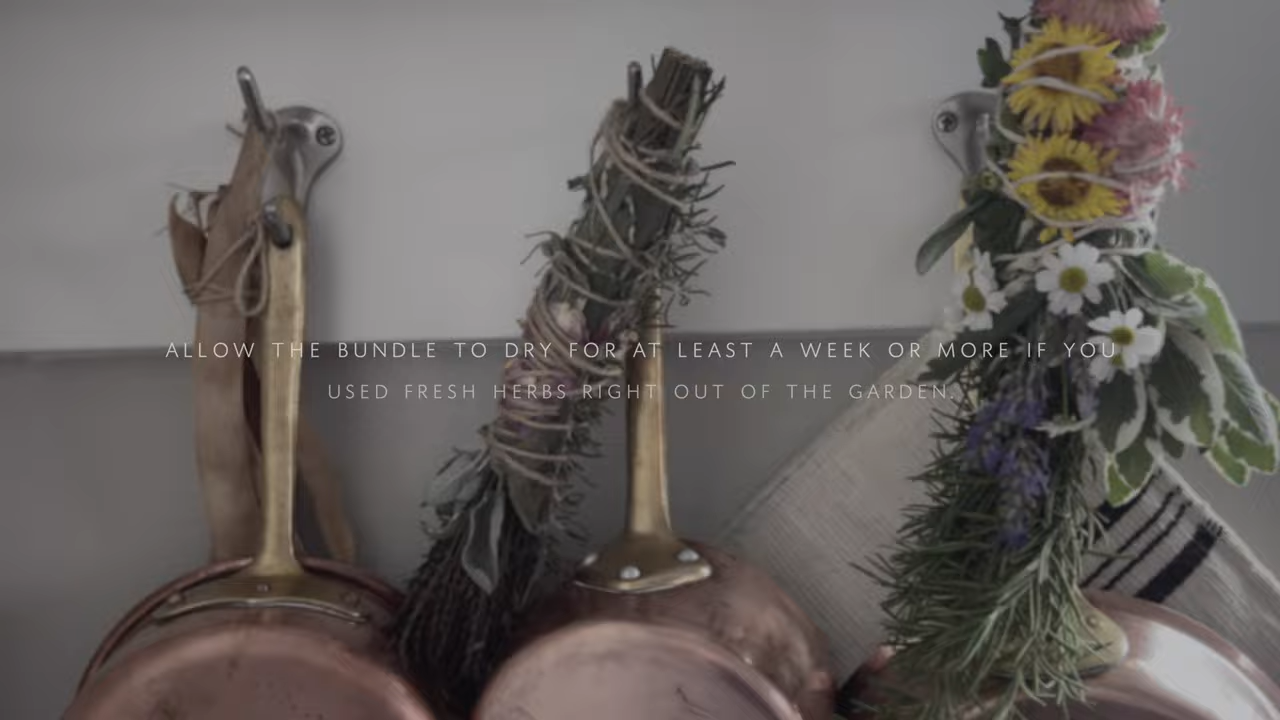 ALLOW THE BUNDLE TO DRY FOR AT LEAST A WEEK OR MORE IF YOU
USED FRESH HERBS RIGHT OUT OF THE GARDEN.